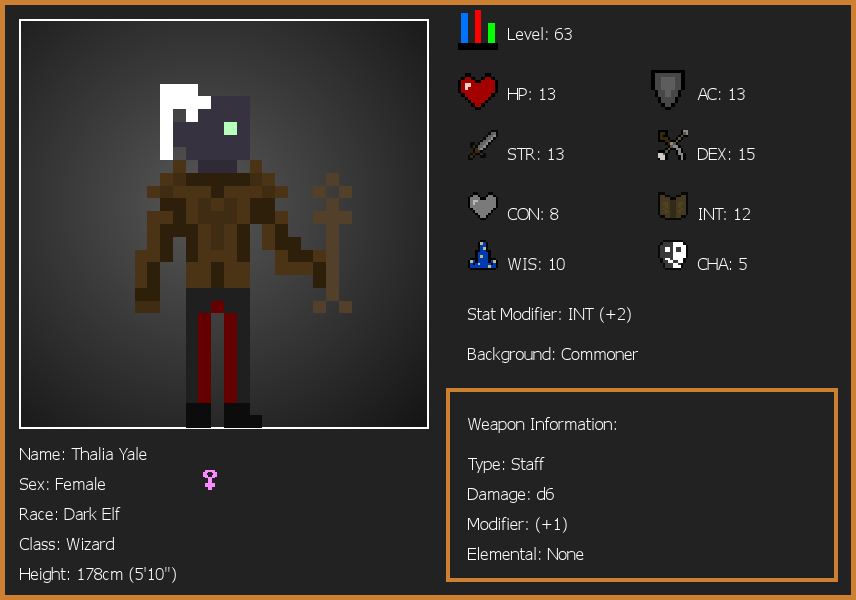 Level: 63
HP: 13
AC: 13
STR: 13
DEX: 15
CON: 8
INT: 12
WIS: 10
CHA: 5
Stat Modifier: INT (+2)
Background: Commoner
Weapon Information:
Type: Staff
Damage: d6
Modifier: (+1)
Elemental: None
Name: Thalia Yale
Sex: Female
Race: Dark Elf
Class: Wizard
Height: 178cm (5'10")